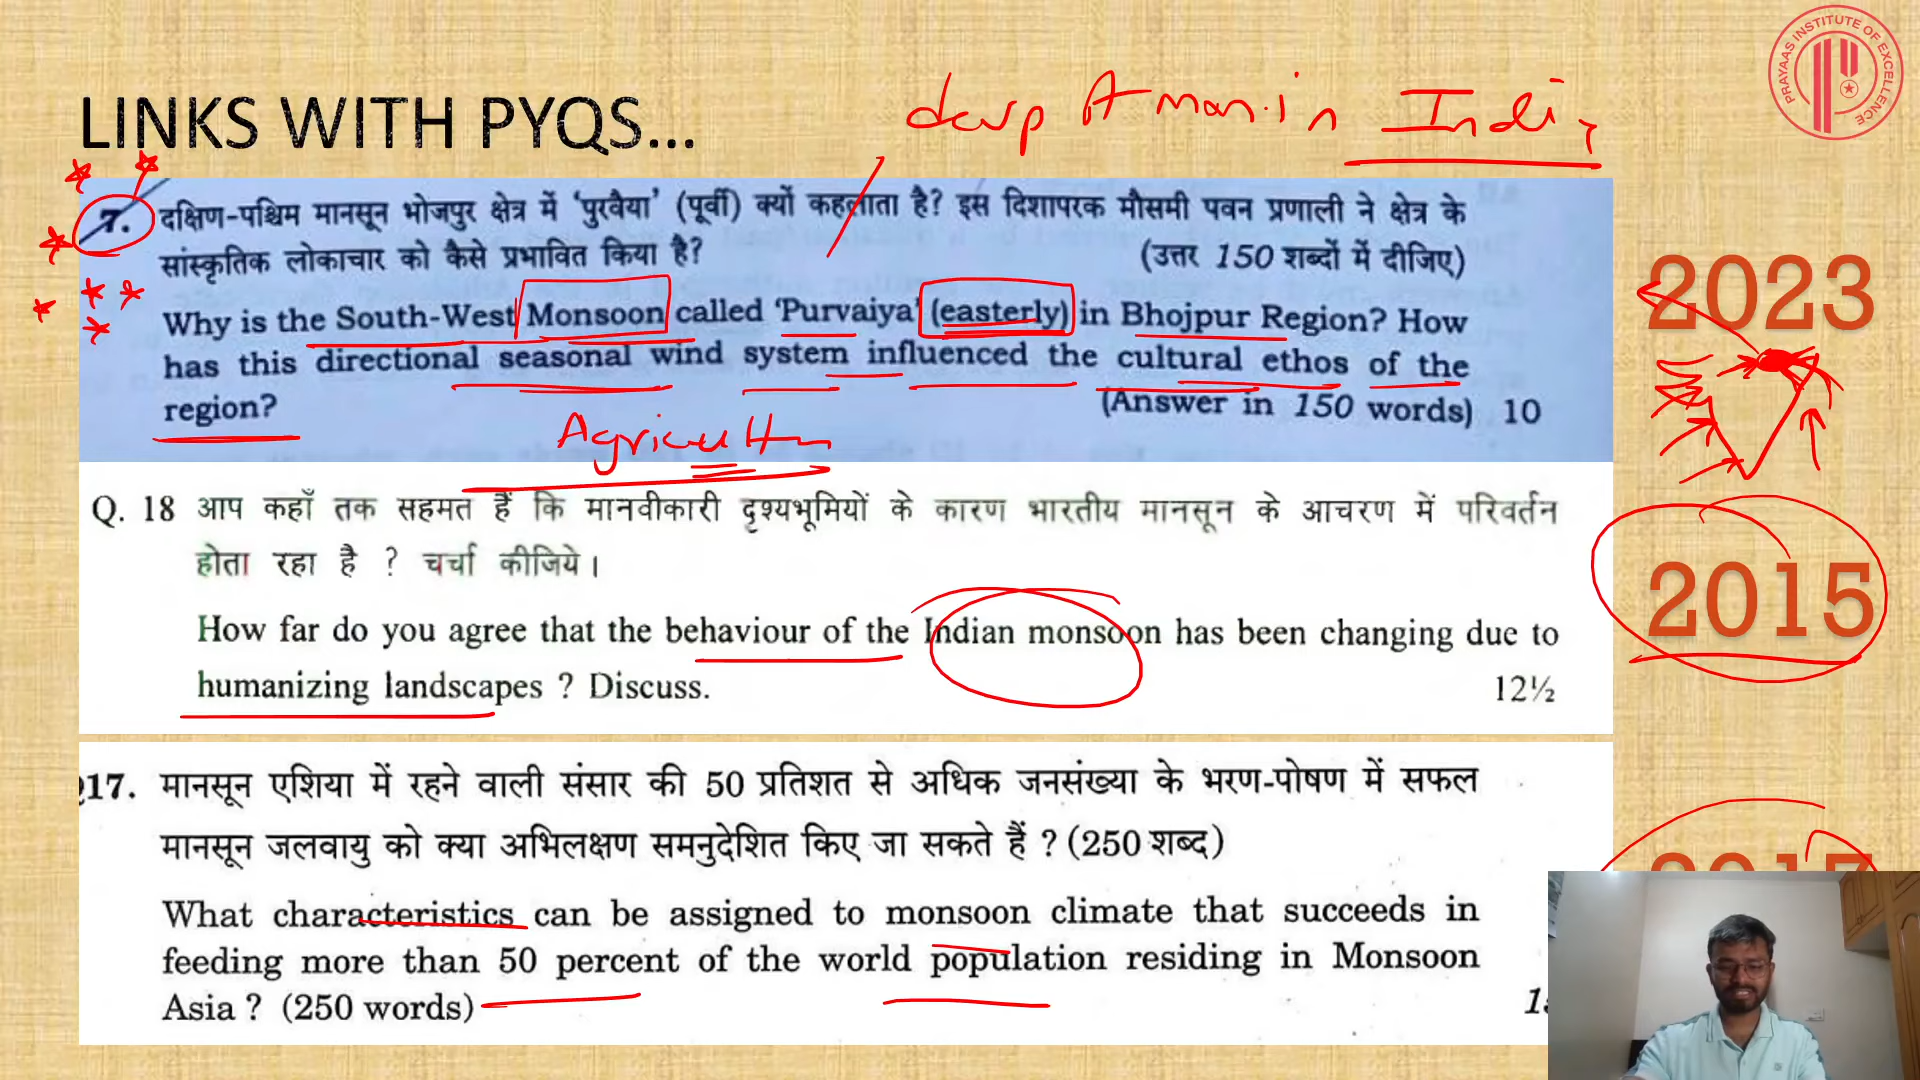 PRAYAAS INSTITUTE OF EXCELLENCE
LINKS WITH PYQS...
in Indi
7. दक्षिण-पश्चिम मानसून भोजपुर क्षेत्र में 'पुरवैया' (पूर्वी) क्यों कहलाता है? इस दिशापरक मौसमी पवन प्रणाली ने क्षेत्र के
सांस्कृतिक लोकाचार को कैसे प्रभावित किया है? (उत्तर 150 शब्दों में दीजिए)
Why is the South-West Monsoon called 'Purvaiya' (easterly) in Bhojpur Region? How
has this directional seasonal wind system influenced the cultural ethos of the
region? (Answer in 150 words) 10
2023
Q. 18 आप कहाँ तक सहमत हैं कि मानवीकारी दृश्यभूमियों के कारण भारतीय मानसून के आचरण में परिवर्तन
होता रहा है ? चर्चा कीजिये।
How far do you agree that the behaviour of the Indian monsoon has been changing due to
humanizing landscapes ? Discuss. 12½
2015
17. मानसून एशिया में रहने वाली संसार की 50 प्रतिशत से अधिक जनसंख्या के भरण-पोषण में सफल
मानसून जलवायु को क्या अभिलक्षण समनुदेशित किए जा सकते हैं ? (250 शब्द)
What characteristics can be assigned to monsoon climate that succeeds in
feeding more than 50 percent of the world population residing in Monsoon
Asia ? (250 words)